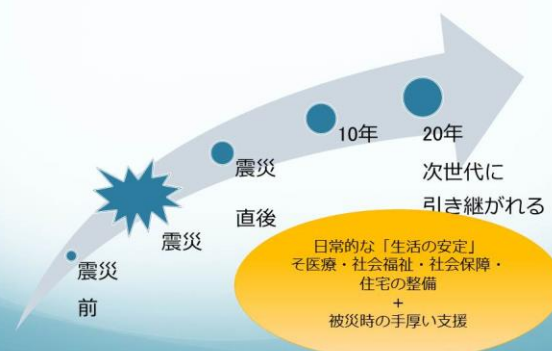 震災
前
震災
震災
直後
10年
20年
次世代に
引き継がれる
日常的な「生活の安定」
そ医療・社会福祉・社会保障・
住宅の整備
+
被災時の手厚い支援